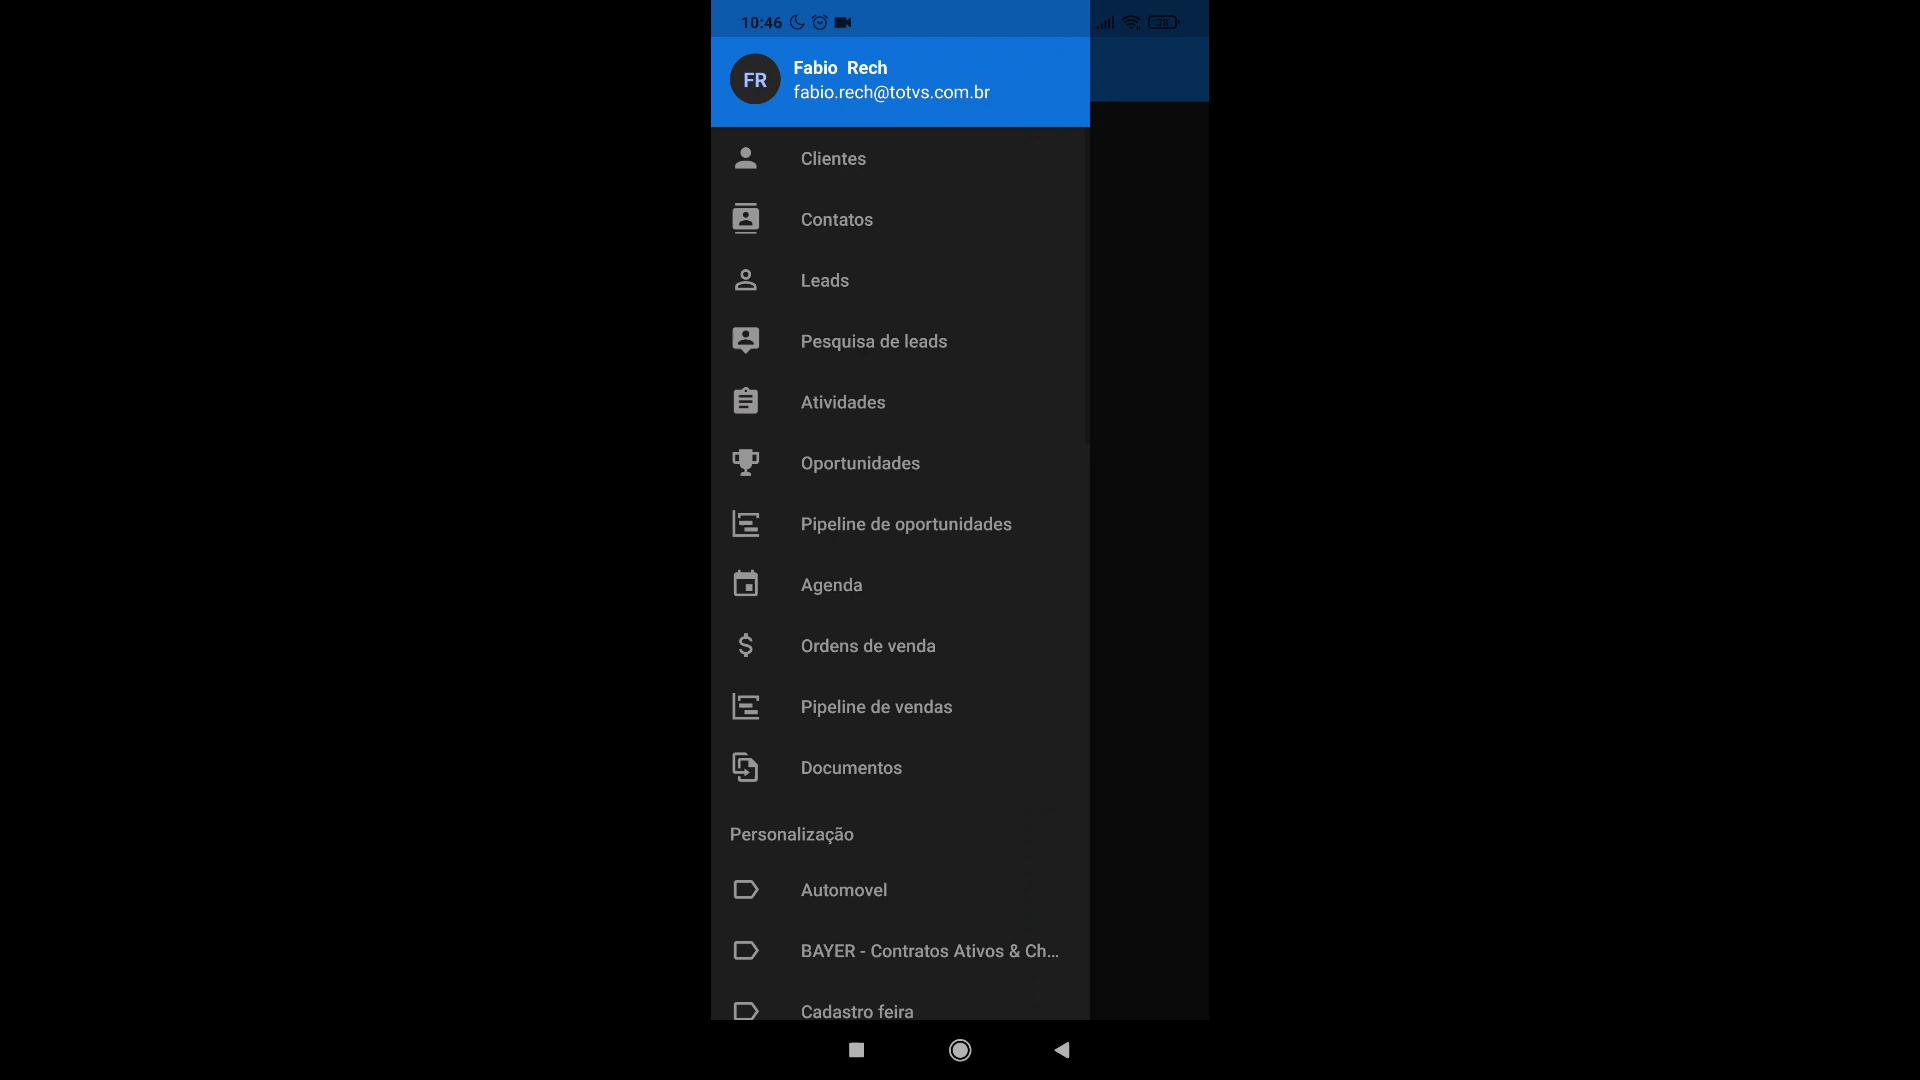 10:46
38
FR
Fabio Rech
fabio.rech@totvs.com.br
Clientes
Contatos
Leads
Pesquisa de leads
Atividades
Oportunidades
Pipeline de oportunidades
Agenda
Ordens de venda
Pipeline de vendas
Documentos
Personalização
Automovel
BAYER - Contratos Ativos & Ch...
Cadastro feira